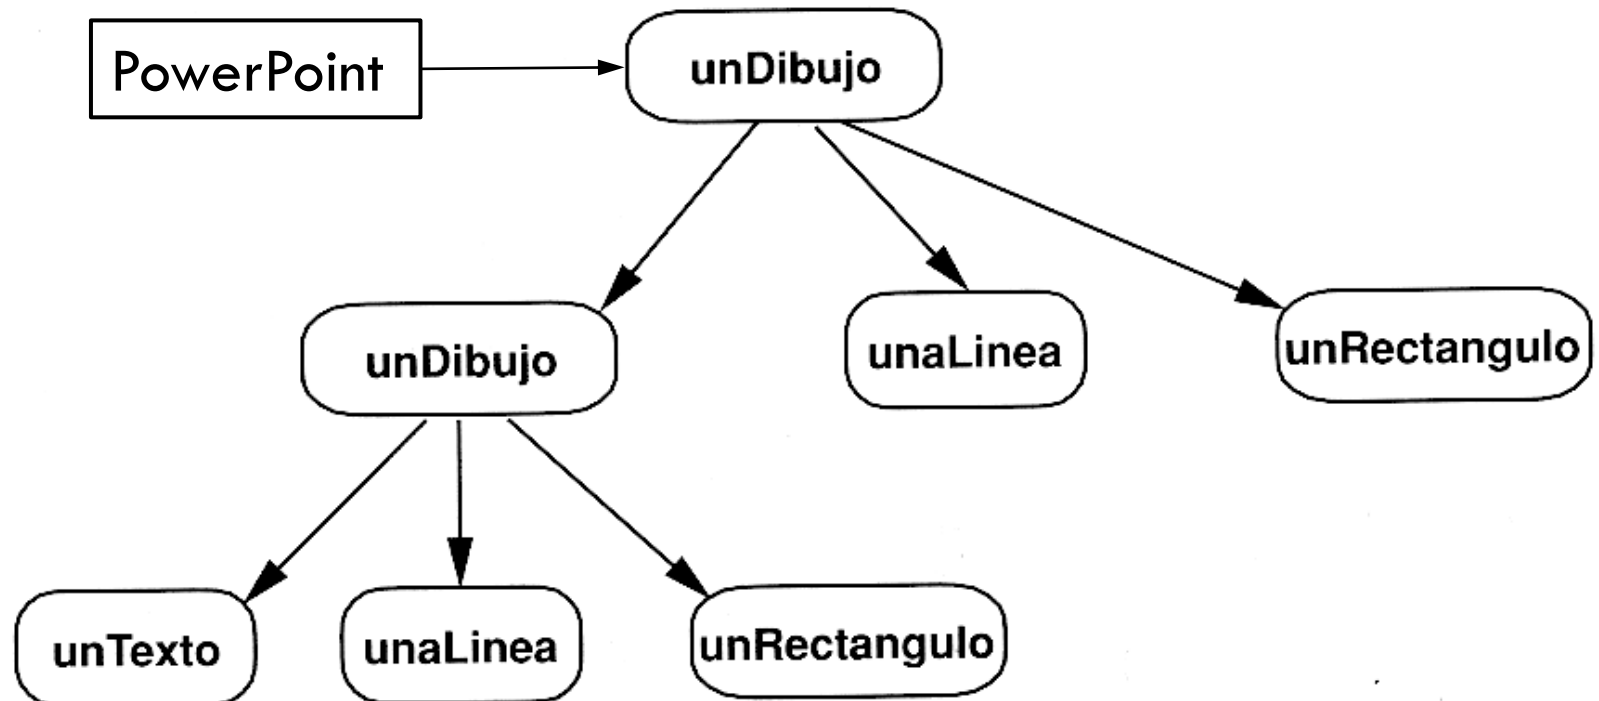 PowerPoint
unDibujo
unDibujo
unaLinea
unRectangulo
unTexto
unaLinea
unRectangulo